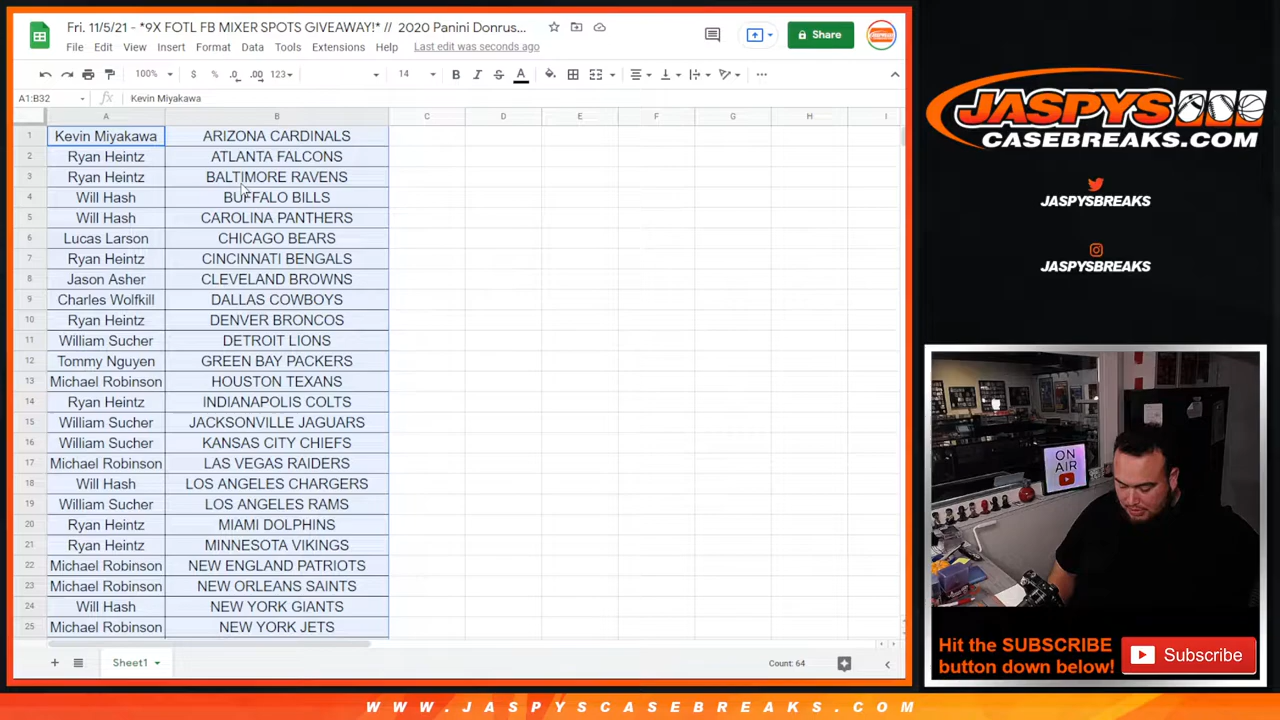 Fri. 11/5/21 - *9X FOTL FB MIXER SPOTS GIVEAWAY!* // 2020 Panini Donrus...
File Edit View Insert Format Data Tools Extensions Help Last edit was seconds ago
Share
100% $ % .0 .00 123 14 B I S A
A1:B32 fx Kevin Miyakawa
A B C D E F G H I
1 Kevin Miyakawa ARIZONA CARDINALS
2 Ryan Heintz ATLANTA FALCONS
3 Ryan Heintz BALTIMORE RAVENS
4 Will Hash BUFFALO BILLS
5 Will Hash CAROLINA PANTHERS
6 Lucas Larson CHICAGO BEARS
7 Ryan Heintz CINCINNATI BENGALS
8 Jason Asher CLEVELAND BROWNS
9 Charles Wolfkill DALLAS COWBOYS
10 Ryan Heintz DENVER BRONCOS
11 William Sucher DETROIT LIONS
12 Tommy Nguyen GREEN BAY PACKERS
13 Michael Robinson HOUSTON TEXANS
14 Ryan Heintz INDIANAPOLIS COLTS
15 William Sucher JACKSONVILLE JAGUARS
16 William Sucher KANSAS CITY CHIEFS
17 Michael Robinson LAS VEGAS RAIDERS
18 Will Hash LOS ANGELES CHARGERS
19 William Sucher LOS ANGELES RAMS
20 Ryan Heintz MIAMI DOLPHINS
21 Ryan Heintz MINNESOTA VIKINGS
22 Michael Robinson NEW ENGLAND PATRIOTS
23 Michael Robinson NEW ORLEANS SAINTS
24 Will Hash NEW YORK GIANTS
25 Michael Robinson NEW YORK JETS
Sheet1
Count: 64
JASPYS
CASEBREAKS.COM
JASPYSBREAKS
JASPYSBREAKS
ON
AIR
Hit the SUBSCRIBE
button down below!
Subscribe
WWW.JASPYSCASEBREAKS.COM